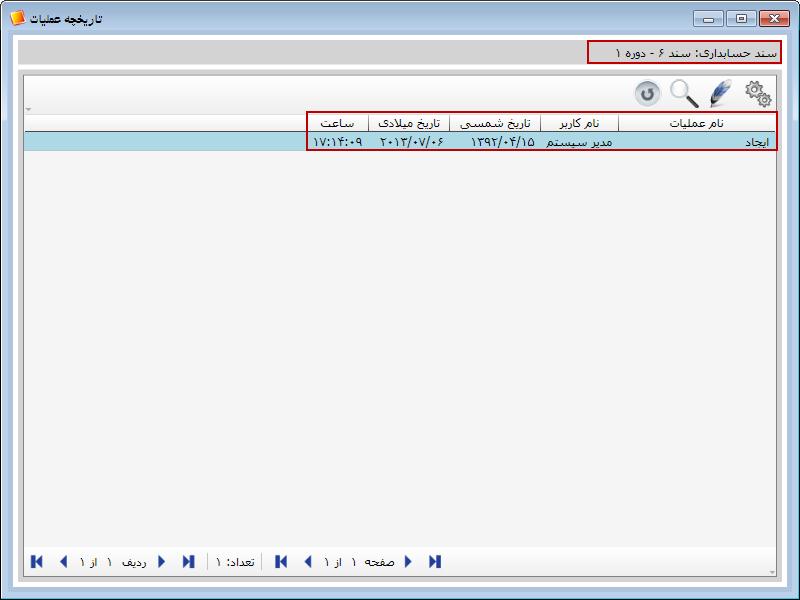 تاریخچه عملیات
سند حسابداری: سند ۶ - دوره ۱
نام عملیات نام کاربر تاریخ شمسی تاریخ میلادی ساعت
ایجاد مدیر سیستم ۱۳۹۲/۰۴/۱۵ ۲۰۱۳/۰۷/۰۶ ۱۷:۱۴:۰۹
صفحه ۱ از ۱ تعداد: ۱ ردیف ۱ از ۱